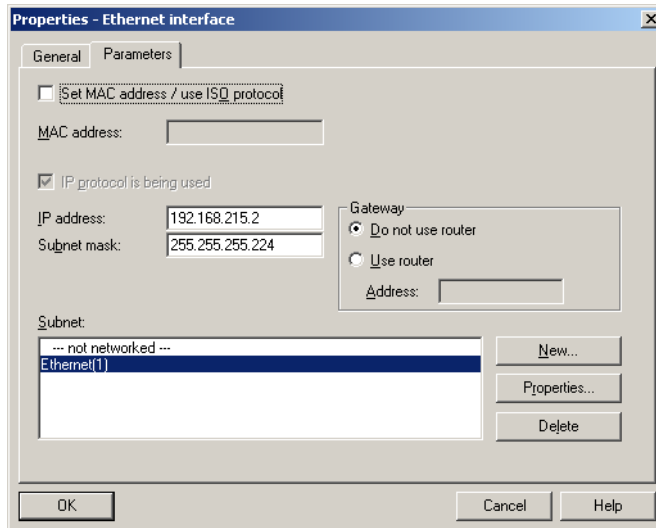 Properties - Ethernet interface
General
Parameters
Set MAC address / use ISO protocol
MAC address:
IP protocol is being used
IP address:
192.168.215.2
Subnet mask:
255.255.255.224
Gateway
Do not use router
Use router
Address:
Subnet:
--- not networked ---
Ethernet(1)
New...
Properties...
Delete
OK
Cancel
Help